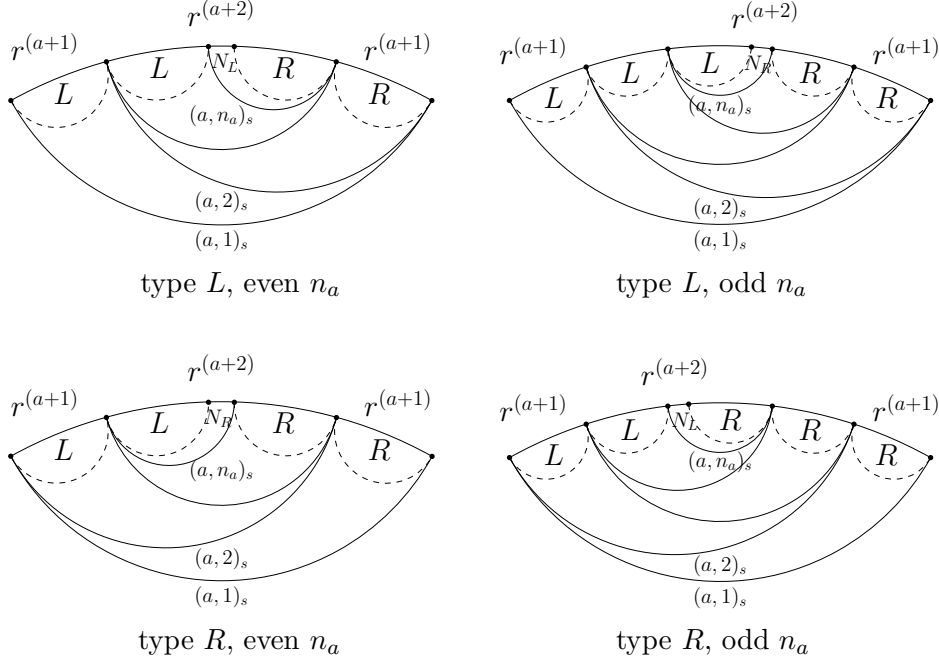 r^{(a+2)} r^{(a+2)}
r^{(a+1)} r^{(a+1)} r^{(a+1)} r^{(a+1)}
L L N_L R R L L L N_R R R
(a, n_a)_s (a, n_a)_s
(a, 2)_s (a, 2)_s
(a, 1)_s (a, 1)_s
type L, even n_a type L, odd n_a
r^{(a+2)} r^{(a+2)}
r^{(a+1)} r^{(a+1)} r^{(a+1)} r^{(a+1)}
L L N_R R R L L N_L R R R
(a, n_a)_s (a, n_a)_s
(a, 2)_s (a, 2)_s
(a, 1)_s (a, 1)_s
type R, even n_a type R, odd n_a